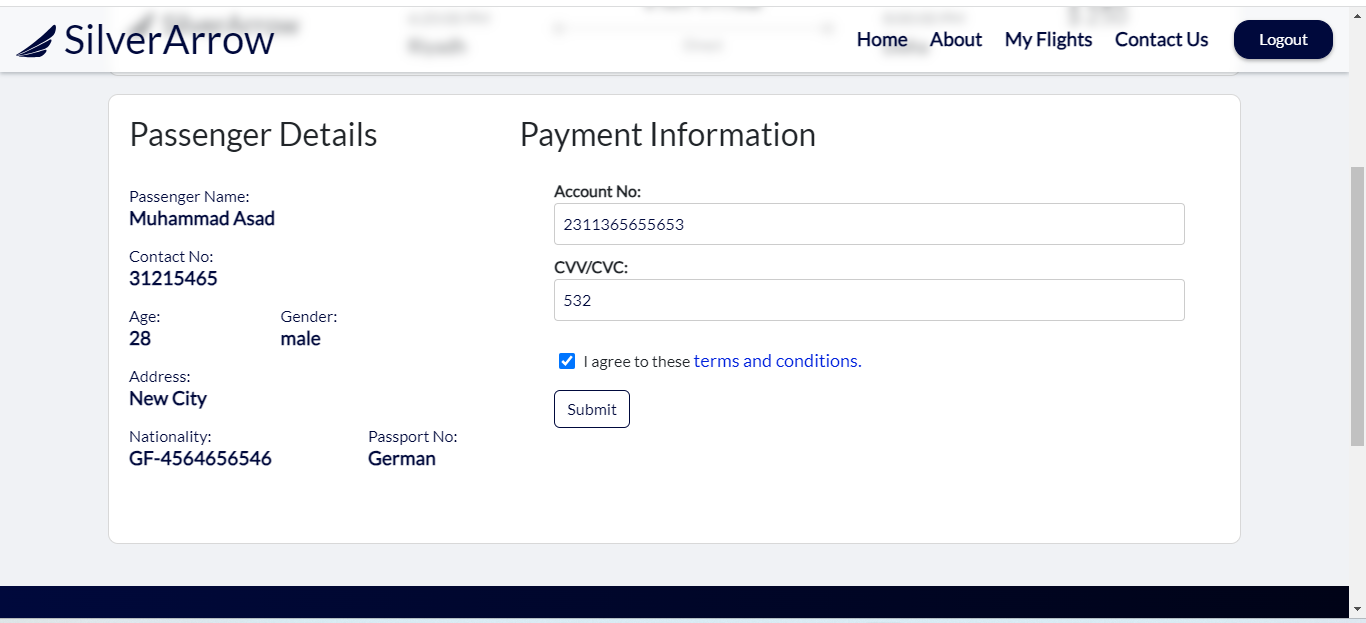 SilverArrow
Home About My Flights Contact Us Logout
Passenger Details
Passenger Name:
Muhammad Asad
Contact No:
31215465
Age: Gender:
28 male
Address:
New City
Nationality: Passport No:
GF-4564656546 German
Payment Information
Account No:
2311365655653
CVV/CVC:
532
I agree to these terms and conditions.
Submit